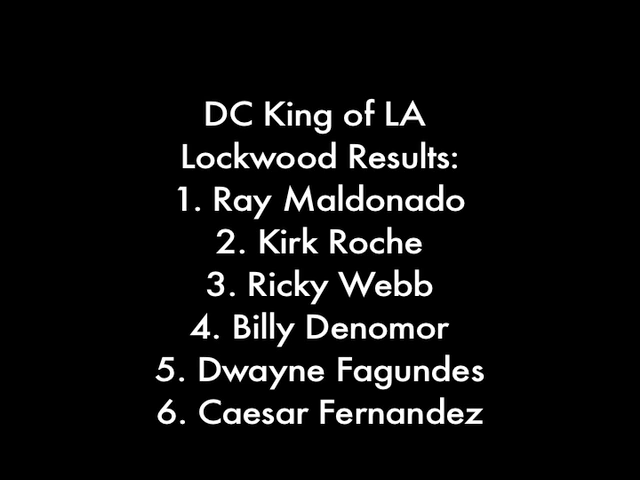 DC King of LA
Lockwood Results:
1. Ray Maldonado
2. Kirk Roche
3. Ricky Webb
4. Billy Denomor
5. Dwayne Fagundes
6. Caesar Fernandez